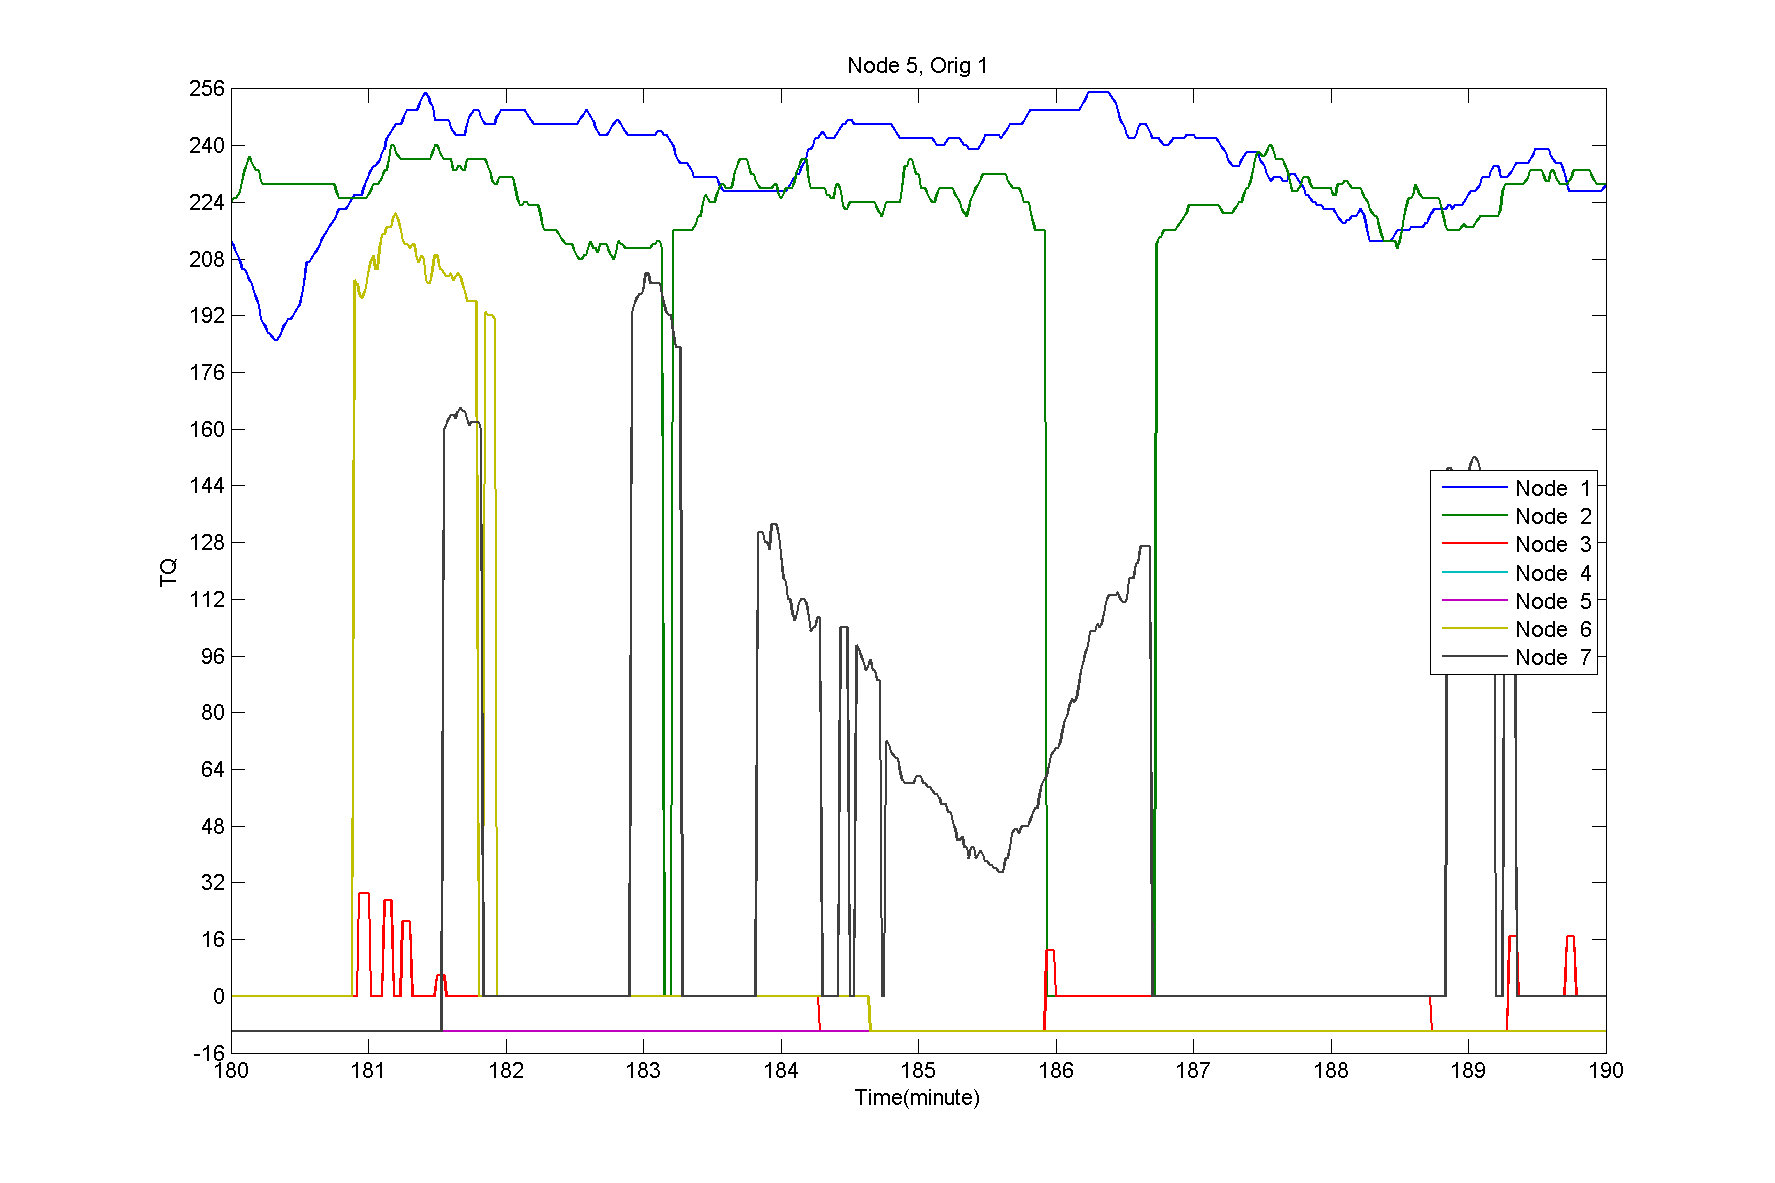 Node 5, Orig 1
256
240
224
208
192
176
160
144
128
112
96
80
64
48
32
16
0
-16
TQ
Node 1
Node 2
Node 3
Node 4
Node 5
Node 6
Node 7
180 181 182 183 184 185 186 187 188 189 190
Time(minute)